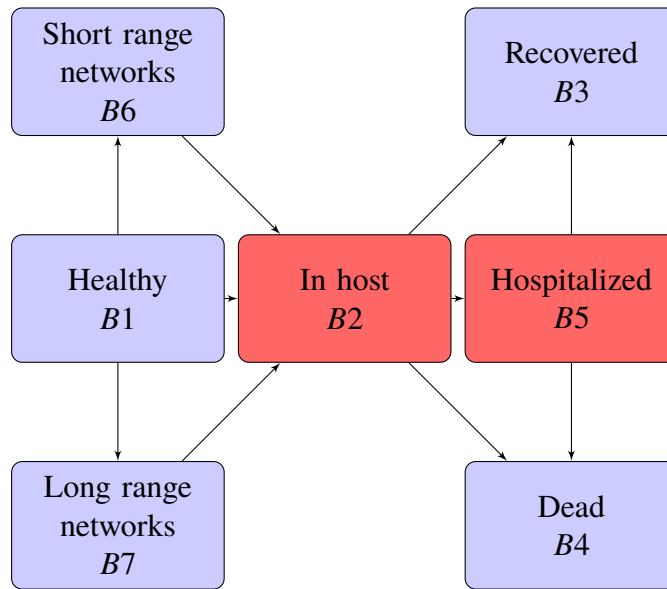 Short range
networks
B6
Recovered
B3
Healthy
B1
In host
B2
Hospitalized
B5
Long range
networks
B7
Dead
B4